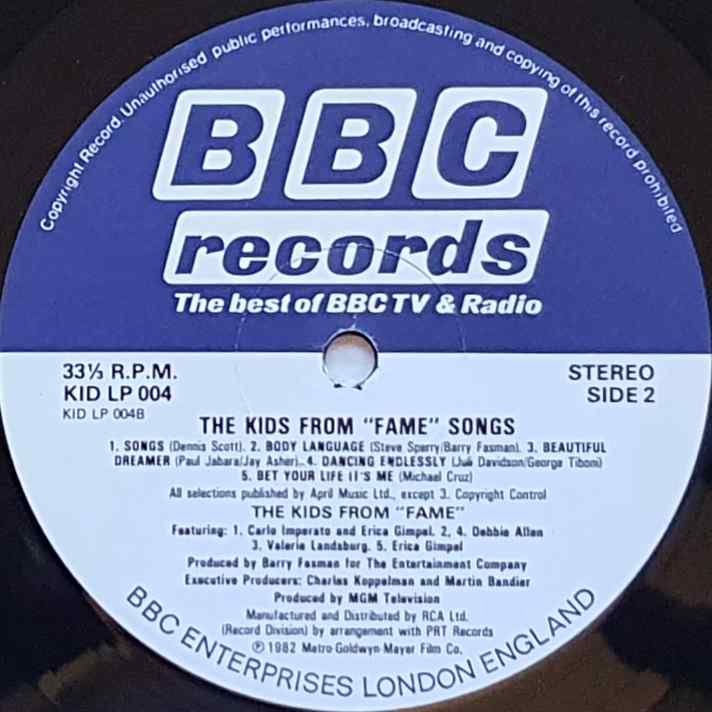 Copyright Record. Unauthorised public performances, broadcasting and copying of this record prohibited
BBC
records
The best of BBC TV & Radio
33⅓ R.P.M.
KID LP 004
KID LP 004B
STEREO
SIDE 2
THE KIDS FROM "FAME" SONGS
1. SONGS (Dennis Scott). 2. BODY LANGUAGE (Steve Sperry/Barry Fasman). 3. BEAUTIFUL
DREAMER (Paul Jabara/Jay Asher). 4. DANCING ENDLESSLY (Juli Davidson/George Tiboni)
5. BET YOUR LIFE IT'S ME (Michael Cruz)
All selections published by April Music Ltd., except 3. Copyright Control
THE KIDS FROM "FAME"
Featuring: 1. Carlo Imperato and Erica Gimpel. 2, 4. Debbie Allen
3. Valerie Landsburg. 5. Erica Gimpel
Produced by Barry Fasman for The Entertainment Company
Executive Producers: Charles Koppelman and Martin Bandier
Produced by MGM Television
Manufactured and Distributed by RCA Ltd.
(Record Division) by arrangement with PRT Records
℗ 1982 Metro-Goldwyn-Mayer Film Co.
BBC ENTERPRISES LONDON ENGLAND